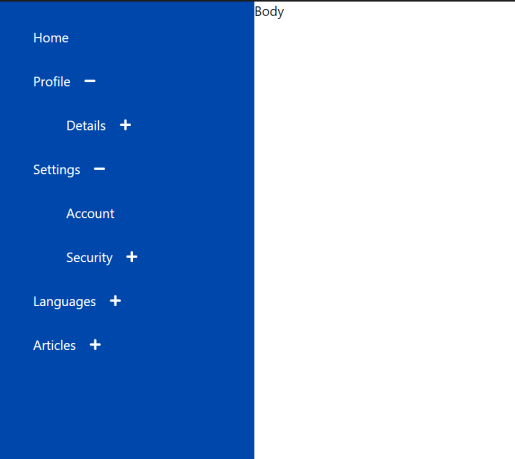 Body
Home
Profile −
Details +
Settings −
Account
Security +
Languages +
Articles +